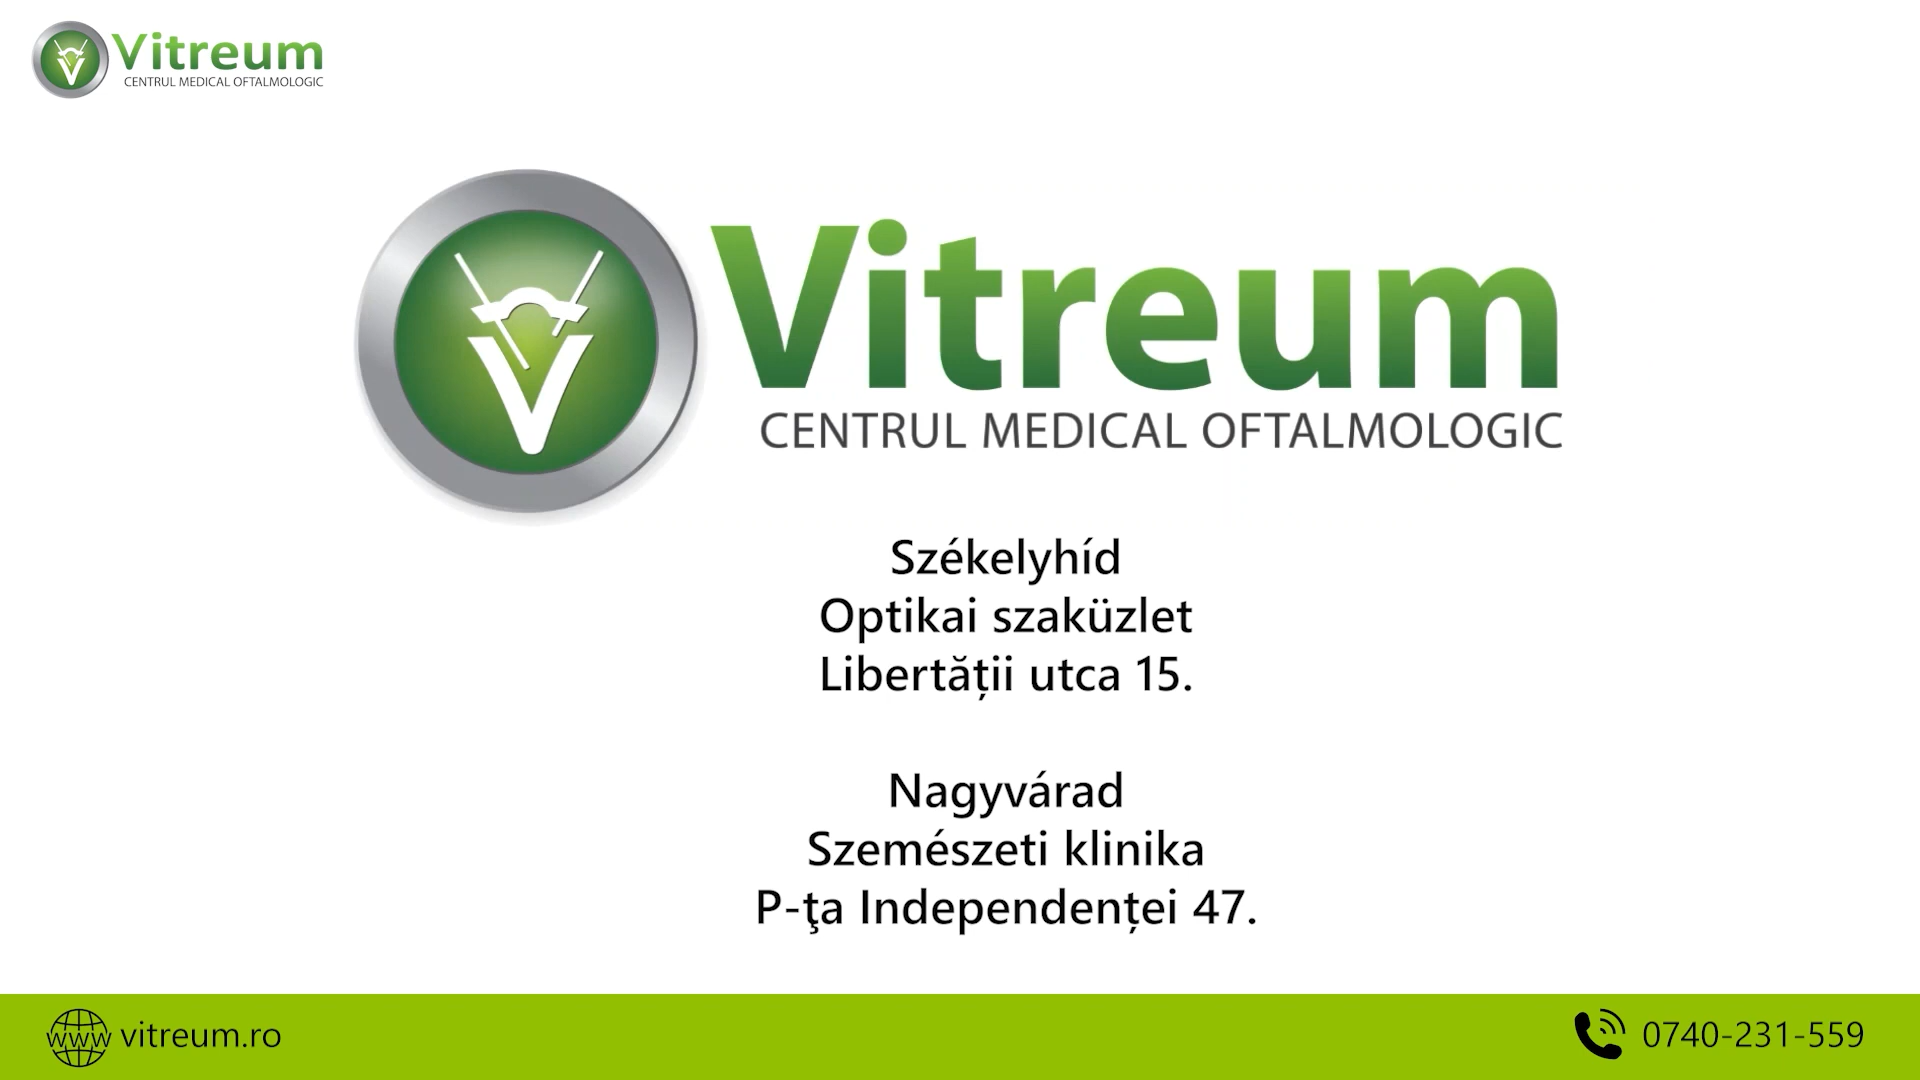 Vitreum
CENTRUL MEDICAL OFTALMOLOGIC
Vitreum
CENTRUL MEDICAL OFTALMOLOGIC
Székelyhíd
Optikai szaküzlet
Libertății utca 15.
Nagyvárad
Szemészeti klinika
P-ţa Independenței 47.
www vitreum.ro
0740-231-559